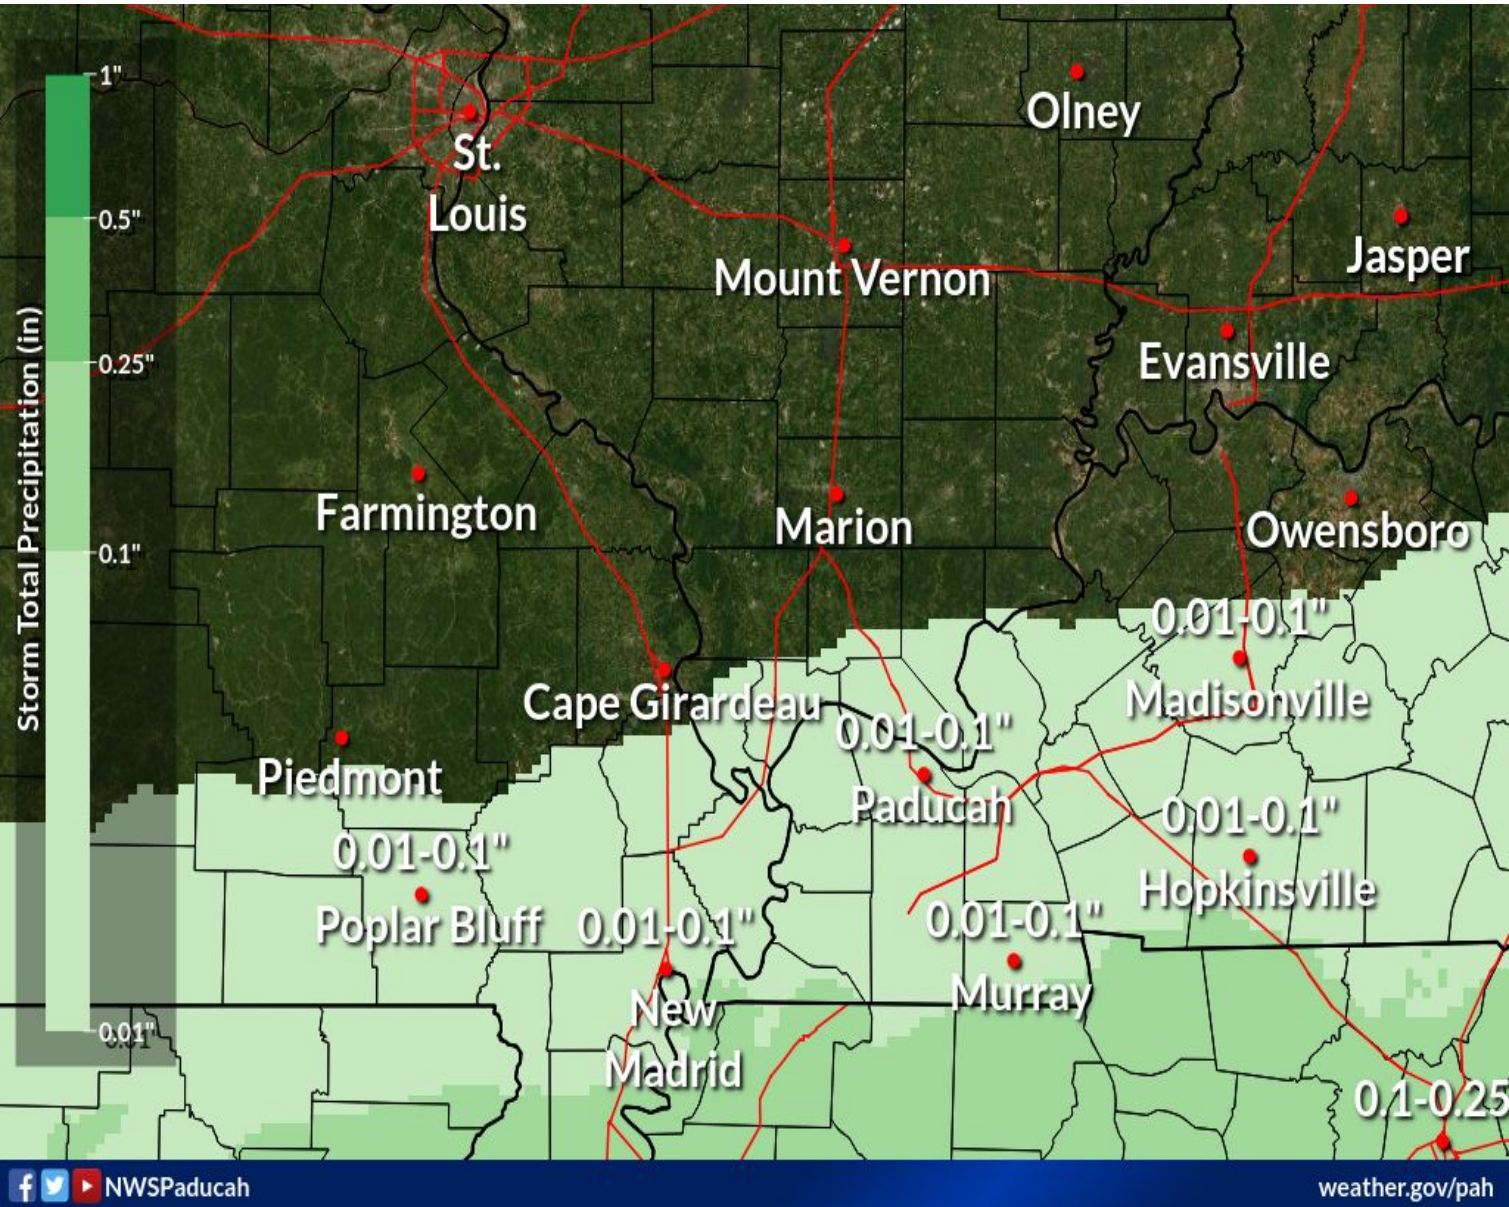 1"
0.5"
0.25"
0.1"
0.01"
Storm Total Precipitation (in)
Olney
St.
Louis
Jasper
Mount Vernon
Evansville
Farmington
Marion
Owensboro
0.01-0.1"
Madisonville
Cape Girardeau
0.01-0.1"
Paducah
Piedmont
0.01-0.1"
Poplar Bluff
0.01-0.1"
Hopkinsville
0.01-0.1"
New
Madrid
0.01-0.1"
Murray
0.1-0.25
NWSPaducah
weather.gov/pah